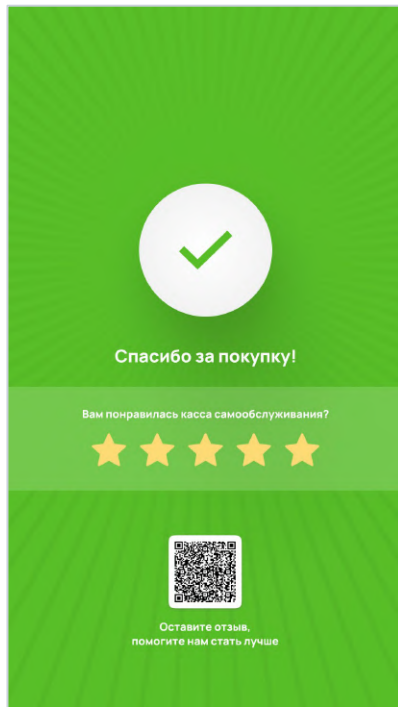 Спасибо за покупку!
Вам понравилась касса самообслуживания?
Оставите отзыв,
помогите нам стать лучше